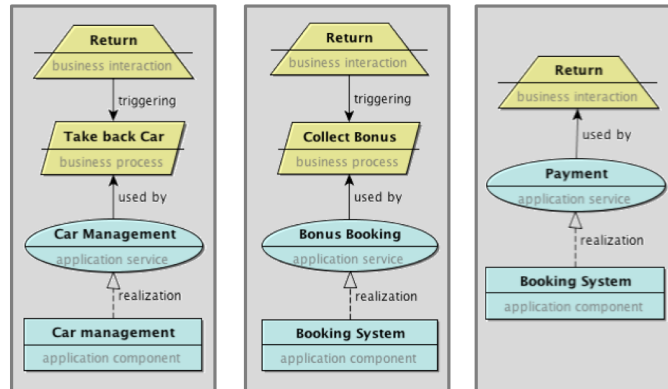 Return
business interaction
triggering
Take back Car
business process
used by
Car Management
application service
realization
Car management
application component
Return
business interaction
triggering
Collect Bonus
business process
used by
Bonus Booking
application service
realization
Booking System
application component
Return
business interaction
used by
Payment
application service
realization
Booking System
application component